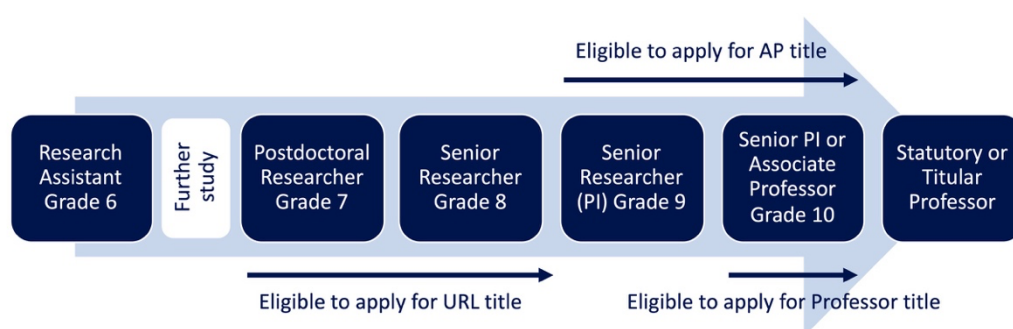 Eligible to apply for AP title
Research
Assistant
Grade 6
Further
study
Postdoctoral
Researcher
Grade 7
Senior
Researcher
Grade 8
Senior
Researcher
(PI) Grade 9
Senior PI or
Associate
Professor
Grade 10
Statutory or
Titular
Professor
Eligible to apply for URL title
Eligible to apply for Professor title